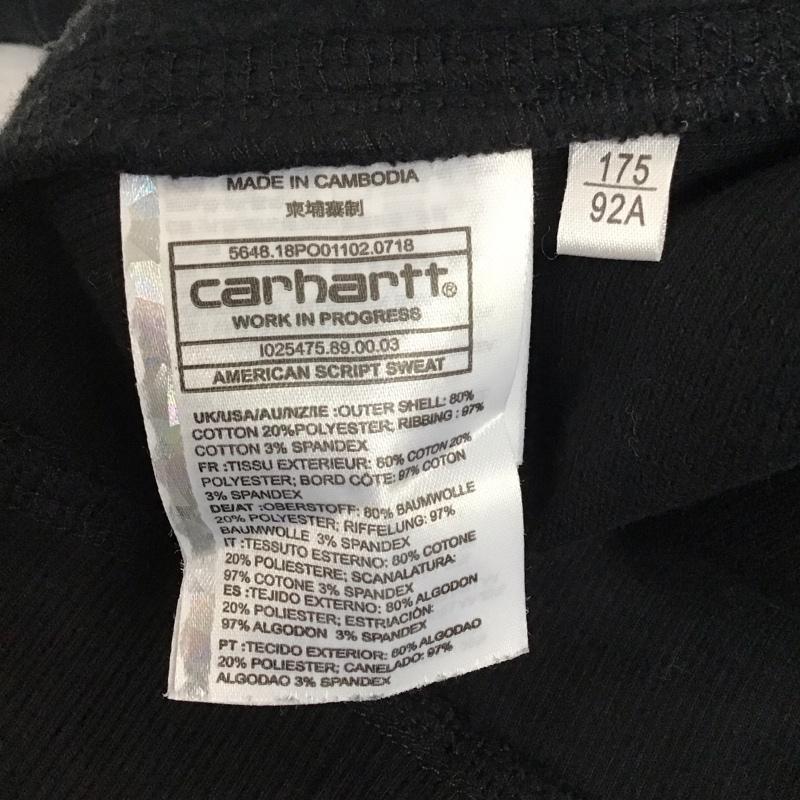 MADE IN CAMBODIA
柬埔寨制
5648.18PO01102.0718
carhartt®
WORK IN PROGRESS
I025475.89.00.03
AMERICAN SCRIPT SWEAT
UK/USA/AU/NZ/IE :OUTER SHELL: 80%
COTTON 20%POLYESTER; RIBBING : 97%
COTTON 3% SPANDEX
FR :TISSU EXTERIEUR: 80% COTON 20%
POLYESTER; BORD CÔTE: 97% COTON
3% SPANDEX
DE/AT :OBERSTOFF: 80% BAUMWOLLE
20% POLYESTER; RIFFELUNG: 97%
BAUMWOLLE 3% SPANDEX
IT :TESSUTO ESTERNO: 80% COTONE
20% POLIESTERE; SCANALATURA:
97% COTONE 3% SPANDEX
ES :TEJIDO EXTERNO: 80% ALGODON
20% POLIESTER; ESTRIACIÓN:
97% ALGODON 3% SPANDEX
PT :TECIDO EXTERIOR: 80% ALGODAO
20% POLIESTER; CANELADO: 97%
ALGODAO 3% SPANDEX
175
92A